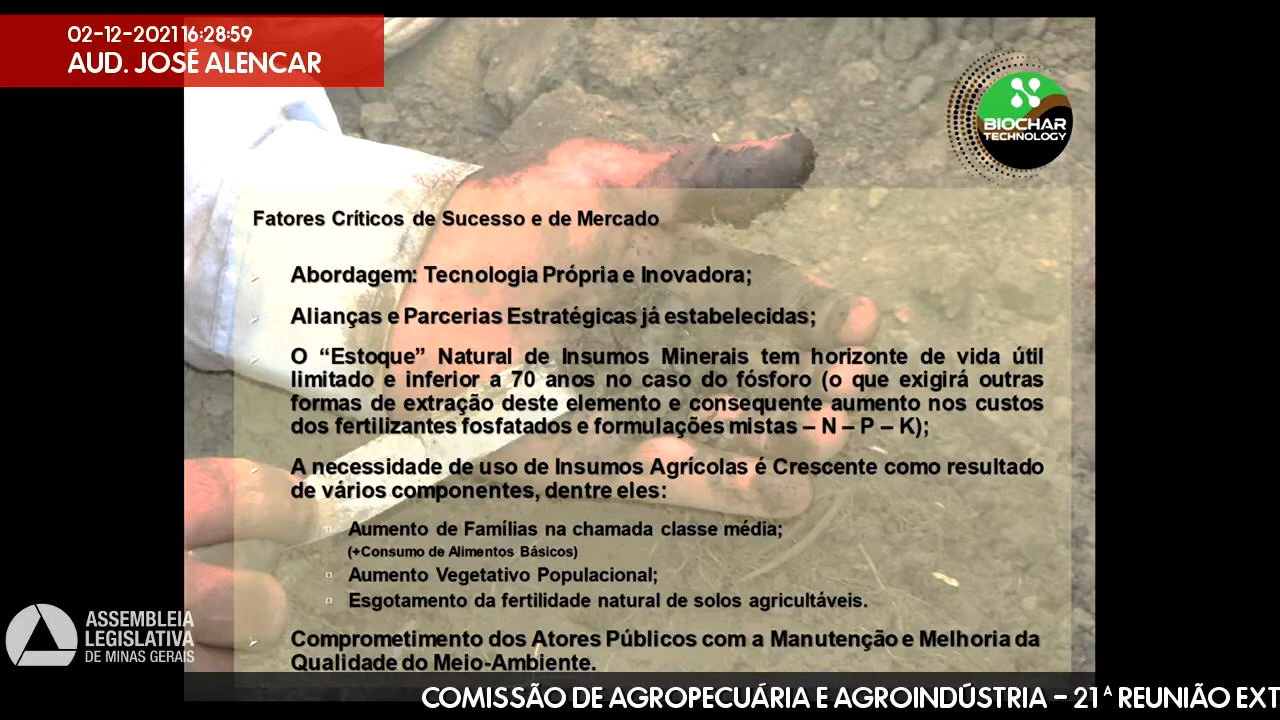 02-12-2021 16:28:59
AUD. JOSÉ ALENCAR
BIOCHAR
TECHNOLOGY
Fatores Críticos de Sucesso e de Mercado
Abordagem: Tecnologia Própria e Inovadora;
Alianças e Parcerias Estratégicas já estabelecidas;
O “Estoque” Natural de Insumos Minerais tem horizonte de vida útil
limitado e inferior a 70 anos no caso do fósforo (o que exigirá outras
formas de extração deste elemento e consequente aumento nos custos
dos fertilizantes fosfatados e formulações mistas – N – P – K);
A necessidade de uso de Insumos Agrícolas é Crescente como resultado
de vários componentes, dentre eles:
Aumento de Famílias na chamada classe média;
(+Consumo de Alimentos Básicos)
Aumento Vegetativo Populacional;
Esgotamento da fertilidade natural de solos agricultáveis.
Comprometimento dos Atores Públicos com a Manutenção e Melhoria da
Qualidade do Meio-Ambiente.
ASSEMBLEIA
LEGISLATIVA
DE MINAS GERAIS
COMISSÃO DE AGROPECUÁRIA E AGROINDÚSTRIA - 21ª REUNIÃO EXT